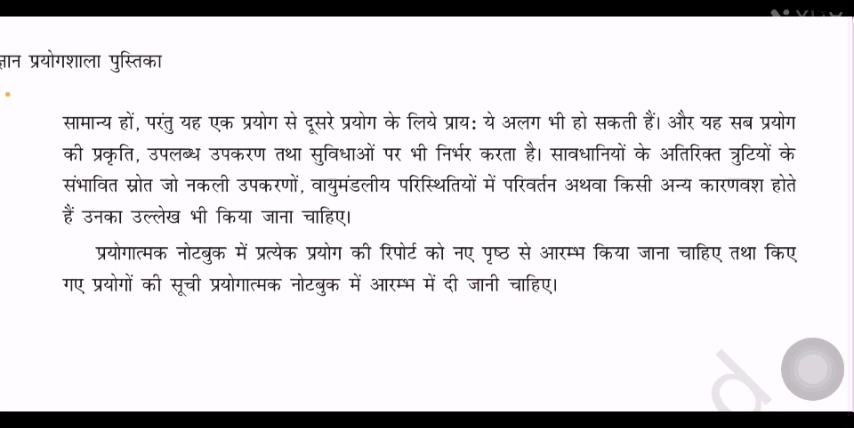 ज्ञान प्रयोगशाला पुस्तिका
सामान्य हों, परंतु यह एक प्रयोग से दूसरे प्रयोग के लिये प्राय: ये अलग भी हो सकती हैं। और यह सब प्रयोग
की प्रकृति, उपलब्ध उपकरण तथा सुविधाओं पर भी निर्भर करता है। सावधानियों के अतिरिक्त त्रुटियों के
संभावित स्रोत जो नकली उपकरणों, वायुमंडलीय परिस्थितियों में परिवर्तन अथवा किसी अन्य कारणवश होते
हैं उनका उल्लेख भी किया जाना चाहिए।
प्रयोगात्मक नोटबुक में प्रत्येक प्रयोग की रिपोर्ट को नए पृष्ठ से आरम्भ किया जाना चाहिए तथा किए
गए प्रयोगों की सूची प्रयोगात्मक नोटबुक में आरम्भ में दी जानी चाहिए।
d